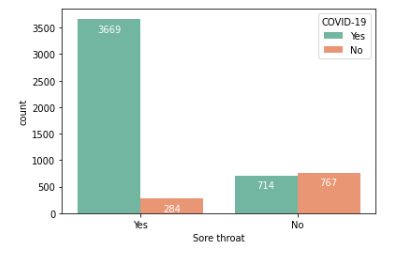 COVID-19
Yes
No
count
3500
3000
2500
2000
1500
1000
500
0
3669
284
714
767
Yes
No
Sore throat